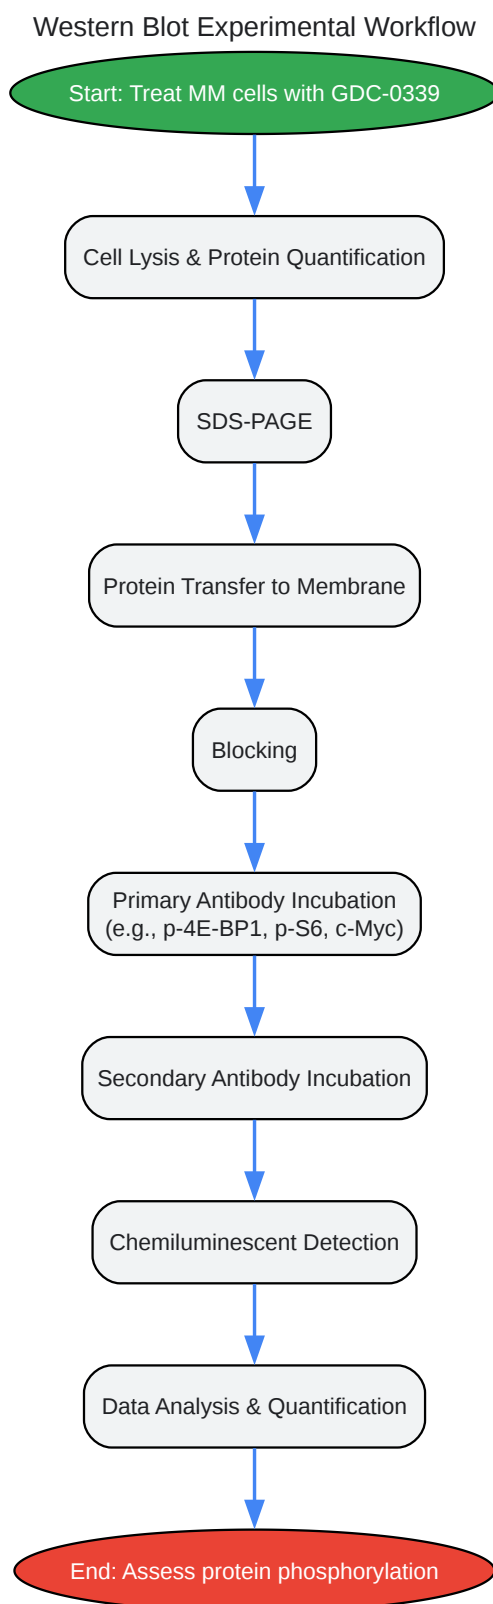 Western Blot Experimental Workflow
Start: Treat MM cells with GDC-0339
Cell Lysis & Protein Quantification
SDS-PAGE
Protein Transfer to Membrane
Blocking
Primary Antibody Incubation
(e.g., p-4E-BP1, p-S6, c-Myc)
Secondary Antibody Incubation
Chemiluminescent Detection
Data Analysis & Quantification
End: Assess protein phosphorylation